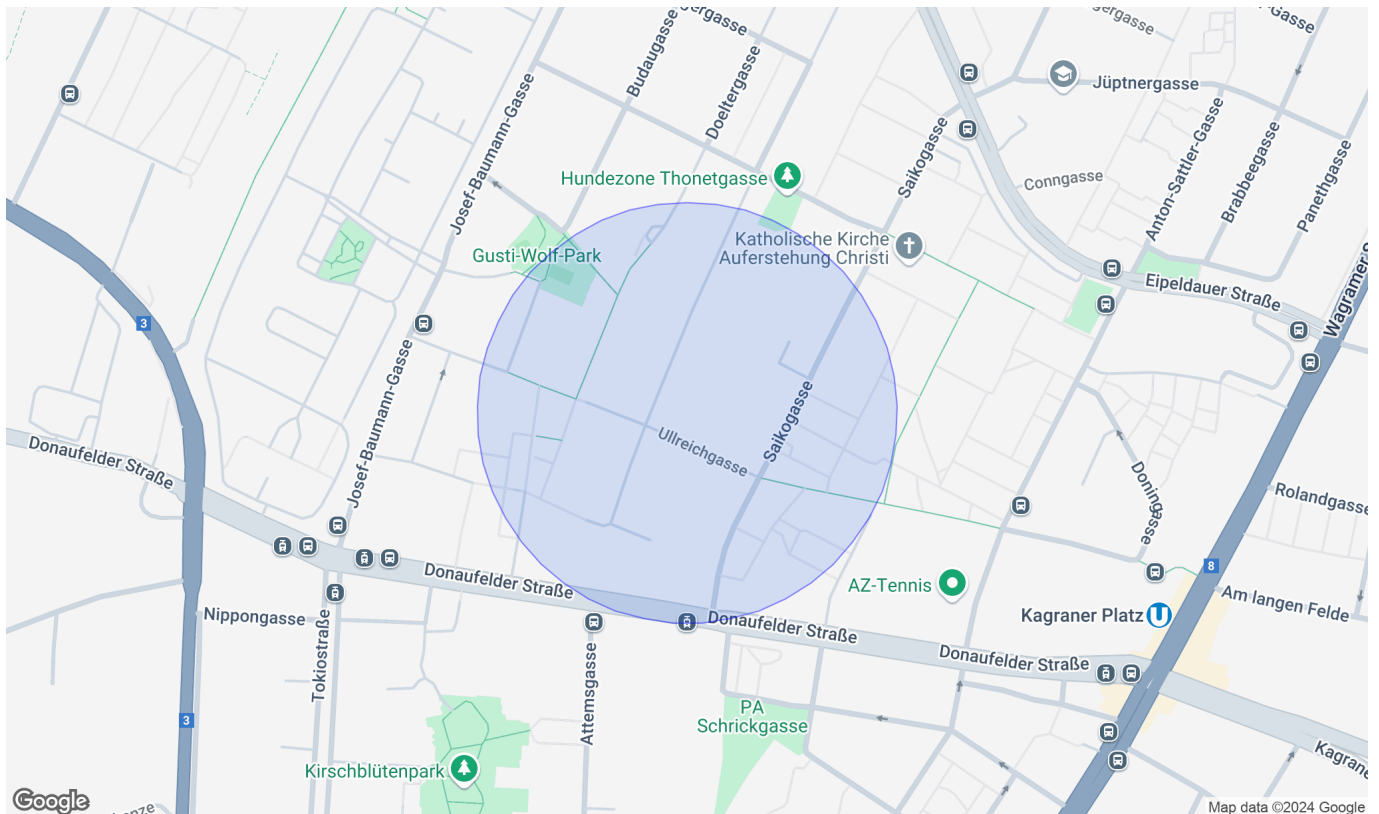 ergasse
Budaugasse
Doeltergasse
Josef-Baumann-Gasse
Jüptnergasse
Saikogasse
Conngasse
Anton-Sattler-Gasse
Brabbeegasse
Panethgasse
-Gasse
gergasse
Hundezone Thonetgasse
Katholische Kirche
Auferstehung Christi
Gusti-Wolf-Park
Eipeldauer Straße
Wagramer S
3
Josef-Baumann-Gasse
Saikogasse
Ullreichgasse
Donaufelder Straße
Doningasse
Rolandgasse
8
Donaufelder Straße
AZ-Tennis
Am langen Felde
Nippongasse
Tokiostraße
Kagraner Platz
U
Donaufelder Straße
Donaufelder Straße
Attemsgasse
PA
Schrickgasse
3
Kirschblütenpark
Kagrane
Google
Map data ©2024 Google